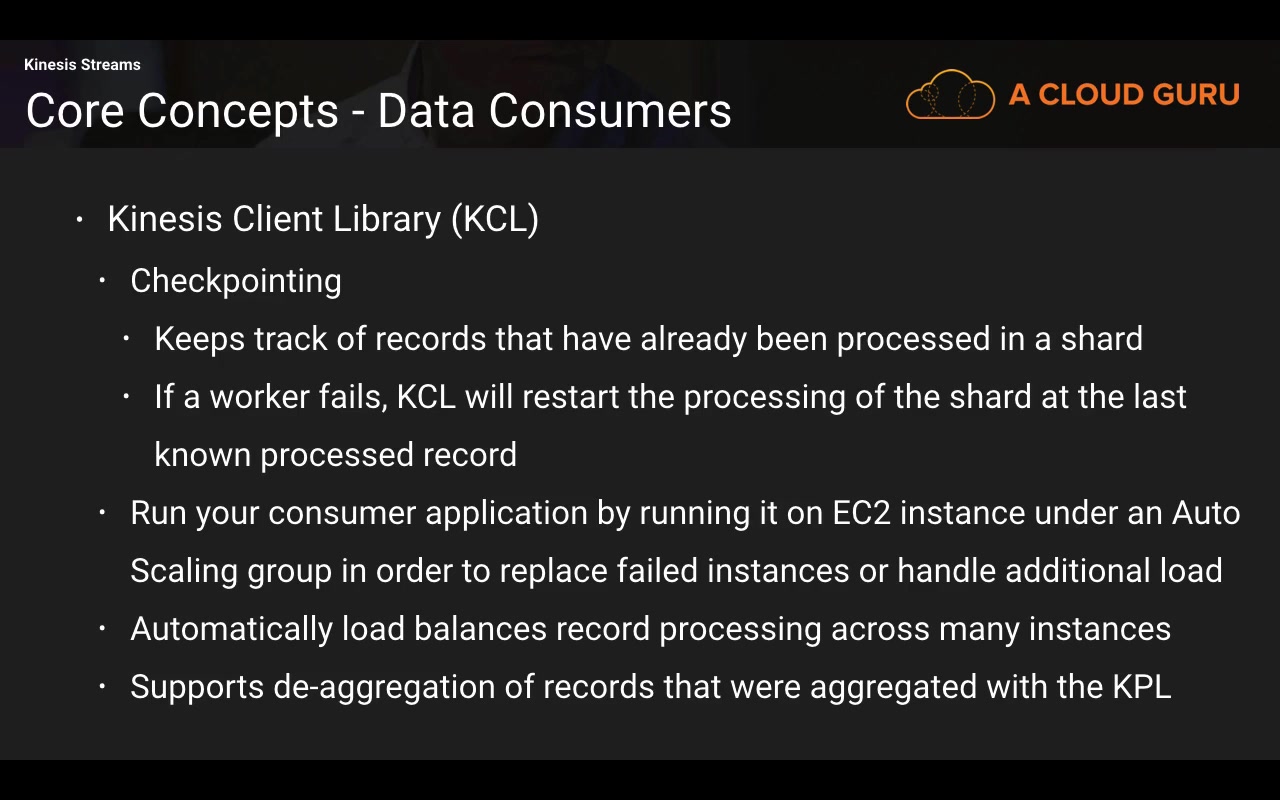 Kinesis Streams
Core Concepts - Data Consumers
A CLOUD GURU
· Kinesis Client Library (KCL)
· Checkpointing
· Keeps track of records that have already been processed in a shard
· If a worker fails, KCL will restart the processing of the shard at the last
known processed record
· Run your consumer application by running it on EC2 instance under an Auto
Scaling group in order to replace failed instances or handle additional load
· Automatically load balances record processing across many instances
· Supports de-aggregation of records that were aggregated with the KPL